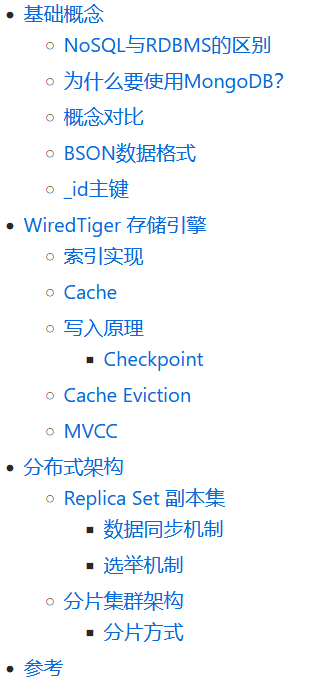 基础概念
NoSQL与RDBMS的区别
为什么要使用MongoDB?
概念对比
BSON数据格式
_id主键
WiredTiger 存储引擎
索引实现
Cache
写入原理
Checkpoint
Cache Eviction
MVCC
分布式架构
Replica Set 副本集
数据同步机制
选举机制
分片集群架构
分片方式
参考